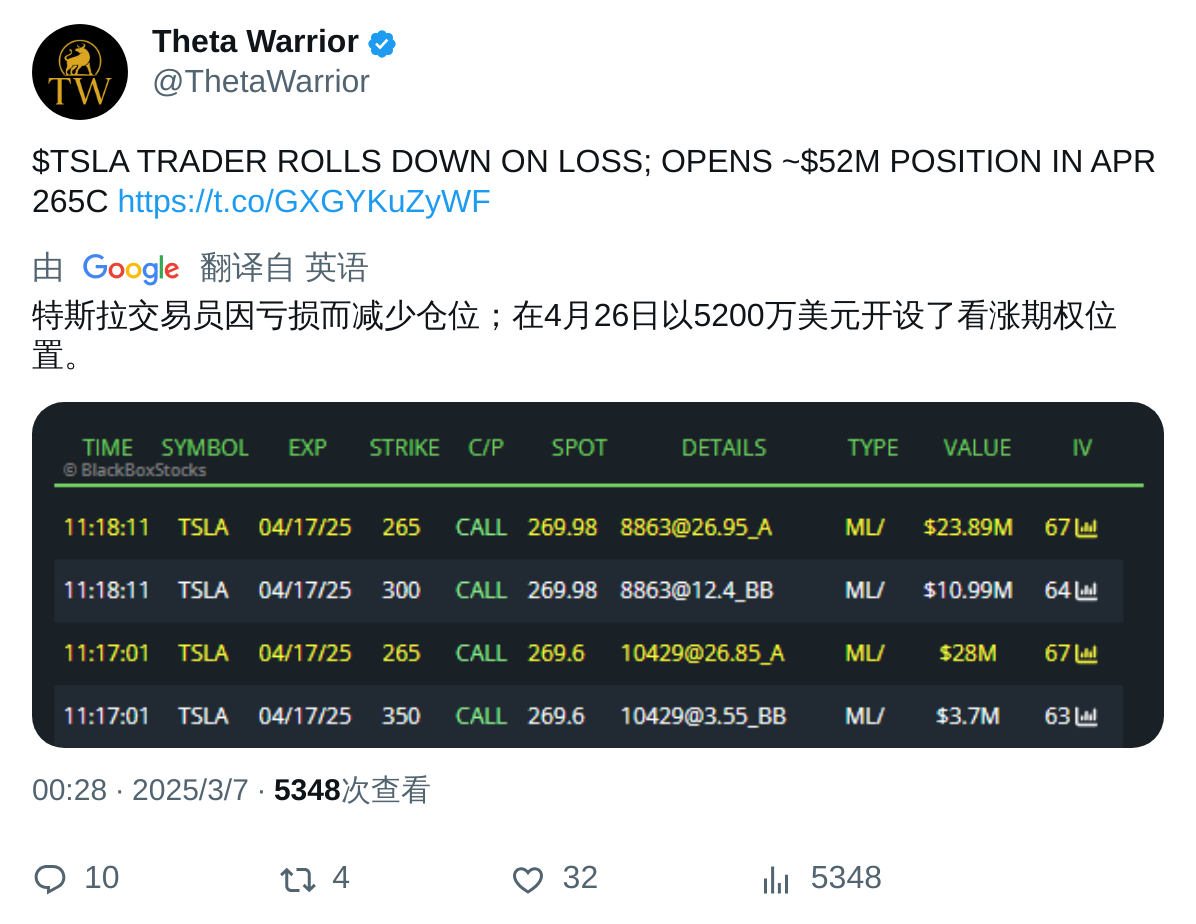 TW
Theta Warrior
@ThetaWarrior
$TSLA TRADER ROLLS DOWN ON LOSS; OPENS ~$52M POSITION IN APR
265C https://t.co/GXGYKuZyWF
由 Google 翻译自 英语
特斯拉交易员因亏损而减少仓位；在4月26日以5200万美元开设了看涨期权位
置。
TIME SYMBOL EXP STRIKE C/P SPOT DETAILS TYPE VALUE IV
© BlackBoxStocks
11:18:11 TSLA 04/17/25 265 CALL 269.98 8863@26.95_A ML/ $23.89M 67
11:18:11 TSLA 04/17/25 300 CALL 269.98 8863@12.4_BB ML/ $10.99M 64
11:17:01 TSLA 04/17/25 265 CALL 269.6 10429@26.85_A ML/ $28M 67
11:17:01 TSLA 04/17/25 350 CALL 269.6 10429@3.55_BB ML/ $3.7M 63
00:28 · 2025/3/7 · 5348次查看
10 4 32 5348